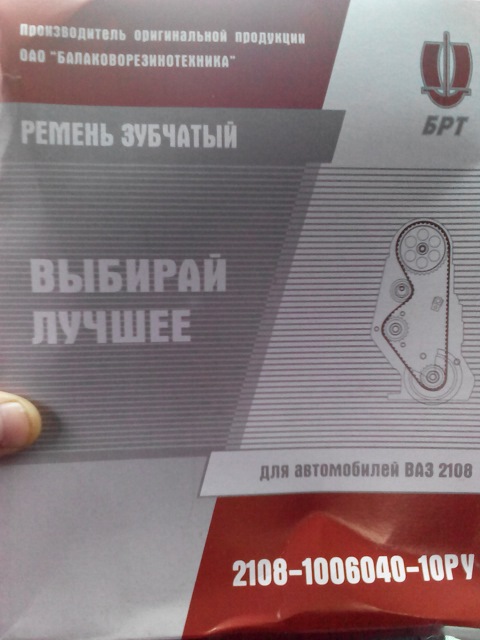 Производитель оригинальной продукции
ОАО "БАЛАКОВОРЕЗИНОТЕХНИКА"
БРТ
РЕМЕНЬ ЗУБЧАТЫЙ
ВЫБИРАЙ
ЛУЧШЕЕ
для автомобилей ВАЗ 2108
2108-1006040-10РУ